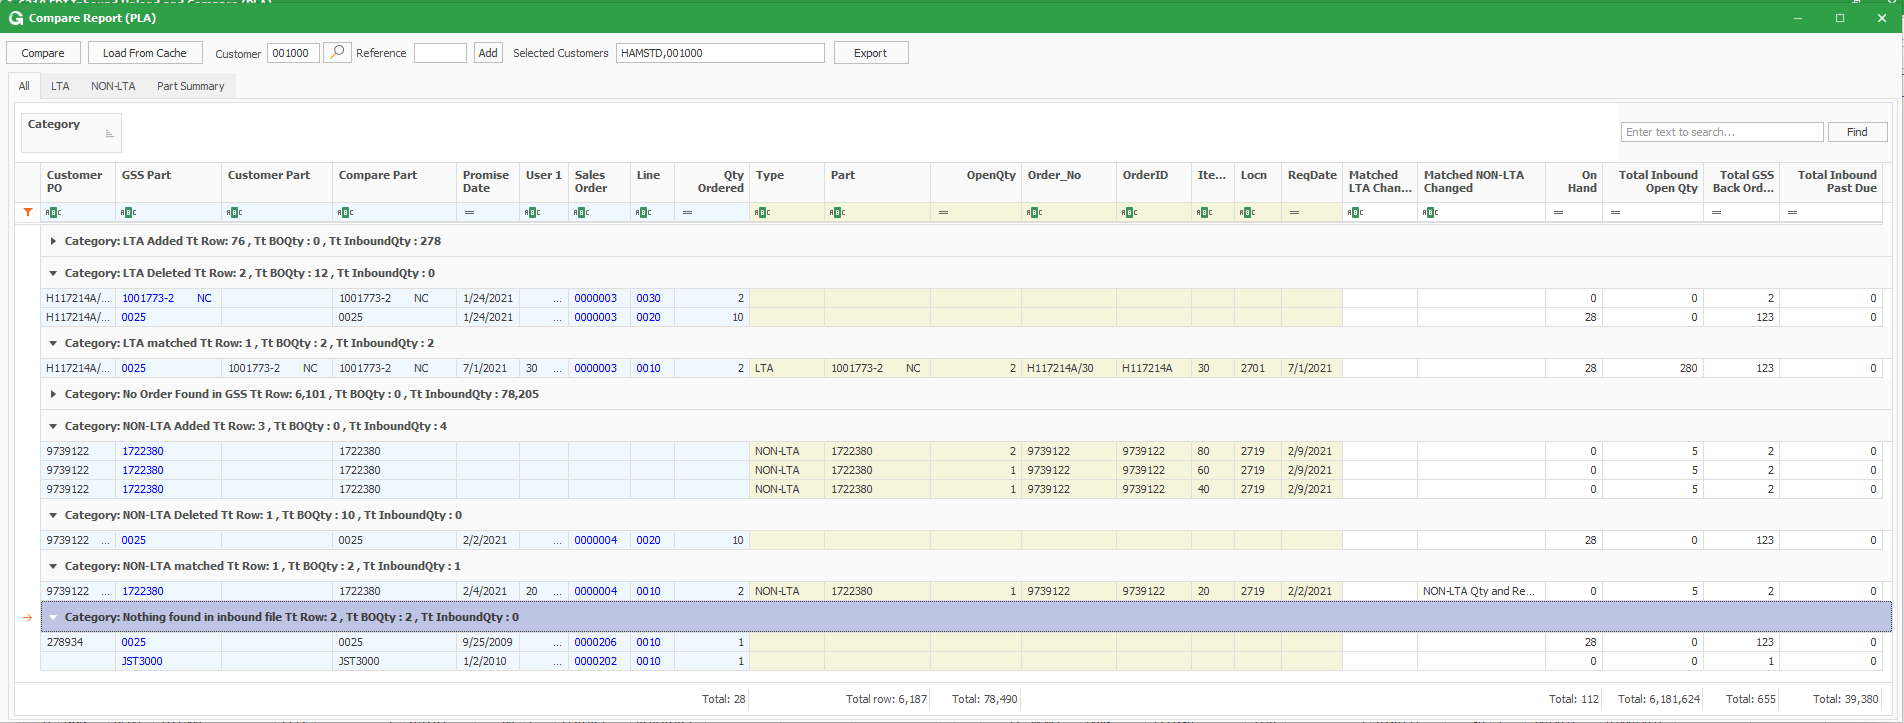 Compare Report (PLA)
Compare Load From Cache Customer 001000 Reference Add Selected Customers HAMSTD,001000 Export
All LTA NON-LTA Part Summary
Category
Enter text to search... Find
Customer PO GSS Part Customer Part Compare Part Promise Date User 1 Sales Order Line Qty Ordered Type Part OpenQty Order_No OrderID Ite... Locn ReqDate Matched LTA Chan... Matched NON-LTA Changed On Hand Total Inbound Open Qty Total GSS Back Ord... Total Inbound Past Due
Category: LTA Added Tt Row: 76 , Tt BOQty : 0 , Tt InboundQty : 278
Category: LTA Deleted Tt Row: 2 , Tt BOQty : 12 , Tt InboundQty : 0
H117214A/... 1001773-2 NC 1001773-2 NC 1/24/2021 ... 0000003 0030 2 0 0 2 0
H117214A/... 0025 0025 1/24/2021 ... 0000003 0020 10 28 0 123 0
Category: LTA matched Tt Row: 1 , Tt BOQty : 2 , Tt InboundQty : 2
H117214A/... 0025 1001773-2 NC 1001773-2 NC 7/1/2021 30 ... 0000003 0010 2 LTA 1001773-2 NC 2 H117214A/30 H117214A 30 2701 7/1/2021 28 280 123 0
Category: No Order Found in GSS Tt Row: 6,101 , Tt BOQty : 0 , Tt InboundQty : 78,205
Category: NON-LTA Added Tt Row: 3 , Tt BOQty : 0 , Tt InboundQty : 4
9739122 1722380 1722380 NON-LTA 1722380 2 9739122 9739122 80 2719 2/9/2021 0 5 2 0
9739122 1722380 1722380 NON-LTA 1722380 1 9739122 9739122 60 2719 2/9/2021 0 5 2 0
9739122 1722380 1722380 NON-LTA 1722380 1 9739122 9739122 40 2719 2/9/2021 0 5 2 0
Category: NON-LTA Deleted Tt Row: 1 , Tt BOQty : 10 , Tt InboundQty : 0
9739122 ... 0025 0025 2/2/2021 ... 0000004 0020 10 28 0 123 0
Category: NON-LTA matched Tt Row: 1 , Tt BOQty : 2 , Tt InboundQty : 1
9739122 ... 1722380 1722380 2/4/2021 20 ... 0000004 0010 2 NON-LTA 1722380 1 9739122 9739122 20 2719 2/2/2021 NON-LTA Qty and Re... 0 5 2 0
Category: Nothing found in inbound file Tt Row: 2 , Tt BOQty : 2 , Tt InboundQty : 0
278934 0025 0025 9/25/2009 ... 0000206 0010 1 28 0 123 0
JST3000 JST3000 1/2/2010 ... 0000202 0010 1 0 0 1 0
Total: 28 Total row: 6,187 Total: 78,490 Total: 112 Total: 6,181,624 Total: 655 Total: 39,380